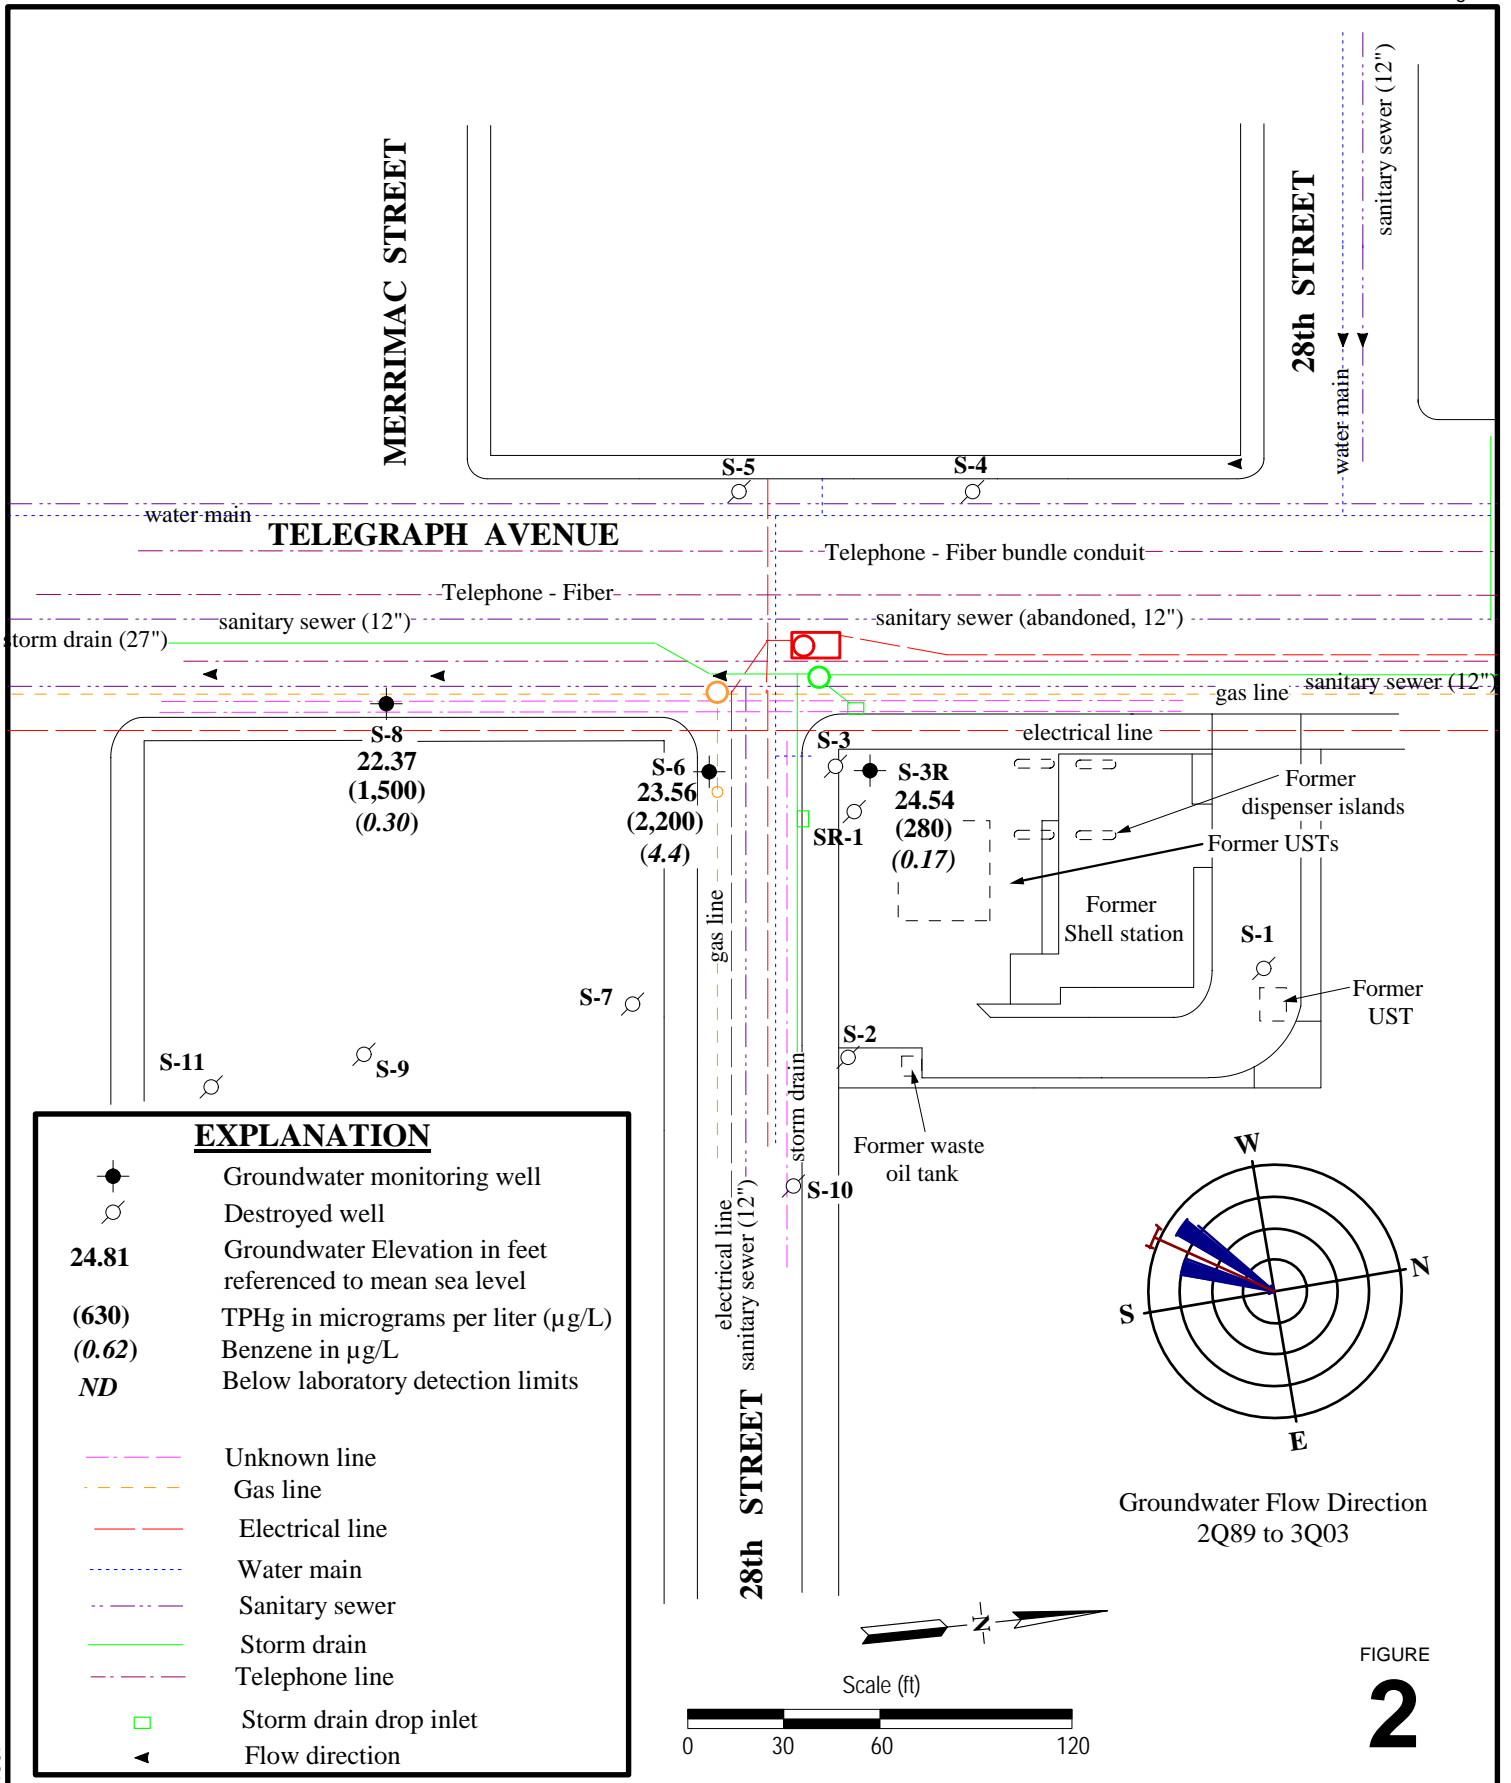 MERRIMAC STREET
28th STREET
sanitary sewer (12")
water main
S-5
S-4
water main
TELEGRAPH AVENUE
Telephone - Fiber bundle conduit
Telephone - Fiber
sanitary sewer (12")
sanitary sewer (abandoned, 12")
storm drain (27")
sanitary sewer (12")
gas line
electrical line
S-8
22.37
(1,500)
(0.30)
S-6
23.56
(2,200)
(4.4)
S-3
S-3R
24.54
(280)
(0.17)
SR-1
Former
dispenser islands
Former USTs
Former
Shell station
S-1
Former
UST
gas line
S-7
S-2
S-11
S-9
storm drain
Former waste
oil tank
S-10
electrical line
sanitary sewer (12")
28th STREET
EXPLANATION
Groundwater monitoring well
Destroyed well
24.81 Groundwater Elevation in feet
referenced to mean sea level
(630) TPHg in micrograms per liter (µg/L)
(0.62) Benzene in µg/L
ND Below laboratory detection limits
Unknown line
Gas line
Electrical line
Water main
Sanitary sewer
Storm drain
Telephone line
Storm drain drop inlet
Flow direction
W
N
S
E
Groundwater Flow Direction
2Q89 to 3Q03
N
Scale (ft)
0 30 60 120
FIGURE
2